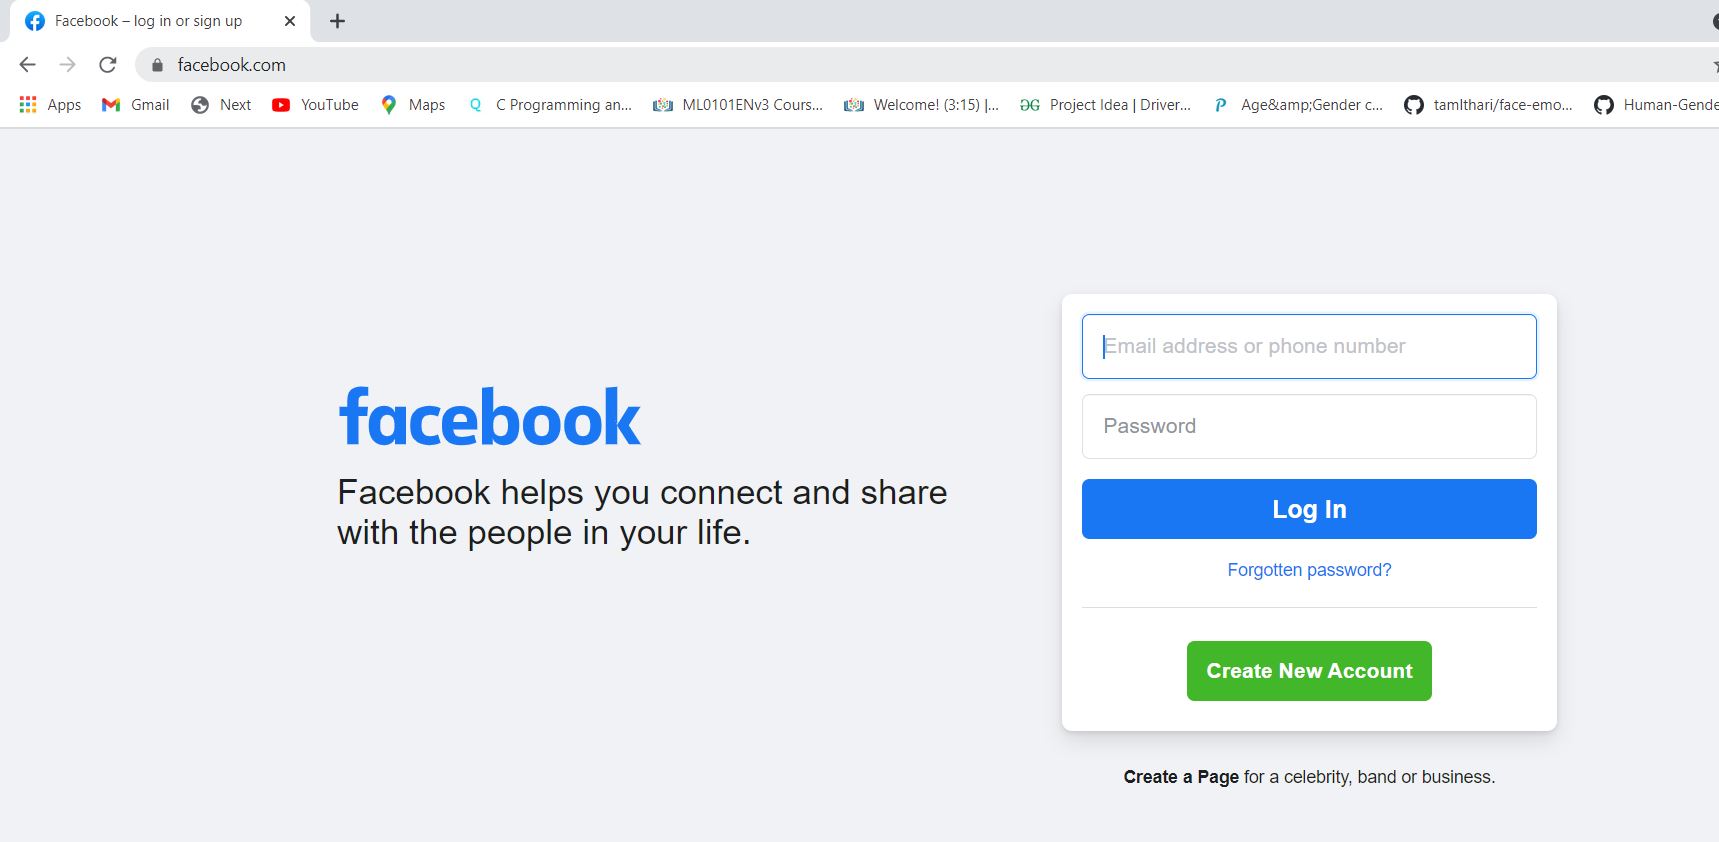 Facebook – log in or sign up
facebook.com
Apps Gmail Next YouTube Maps C Programming an... ML0101ENv3 Cours... Welcome! (3:15) |... Project Idea | Driver... Age&amp;Gender c... tamlthari/face-emo... Human-Gende
Email address or phone number
Password
facebook
Facebook helps you connect and share
with the people in your life.
Log In
Forgotten password?
Create New Account
Create a Page for a celebrity, band or business.